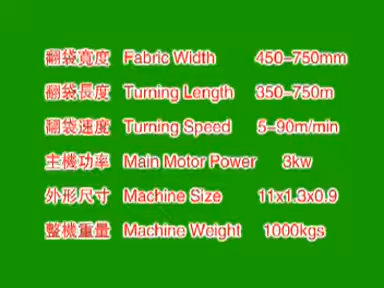 翻袋寬度 Fabric Width 450-750mm
翻袋長度 Turning Length 350-750m
翻袋速度 Turning Speed 5-90m/min
主機功率 Main Motor Power 3kw
外形尺寸 Machine Size 11x1.3x0.9
整機重量 Machine Weight 1000kgs